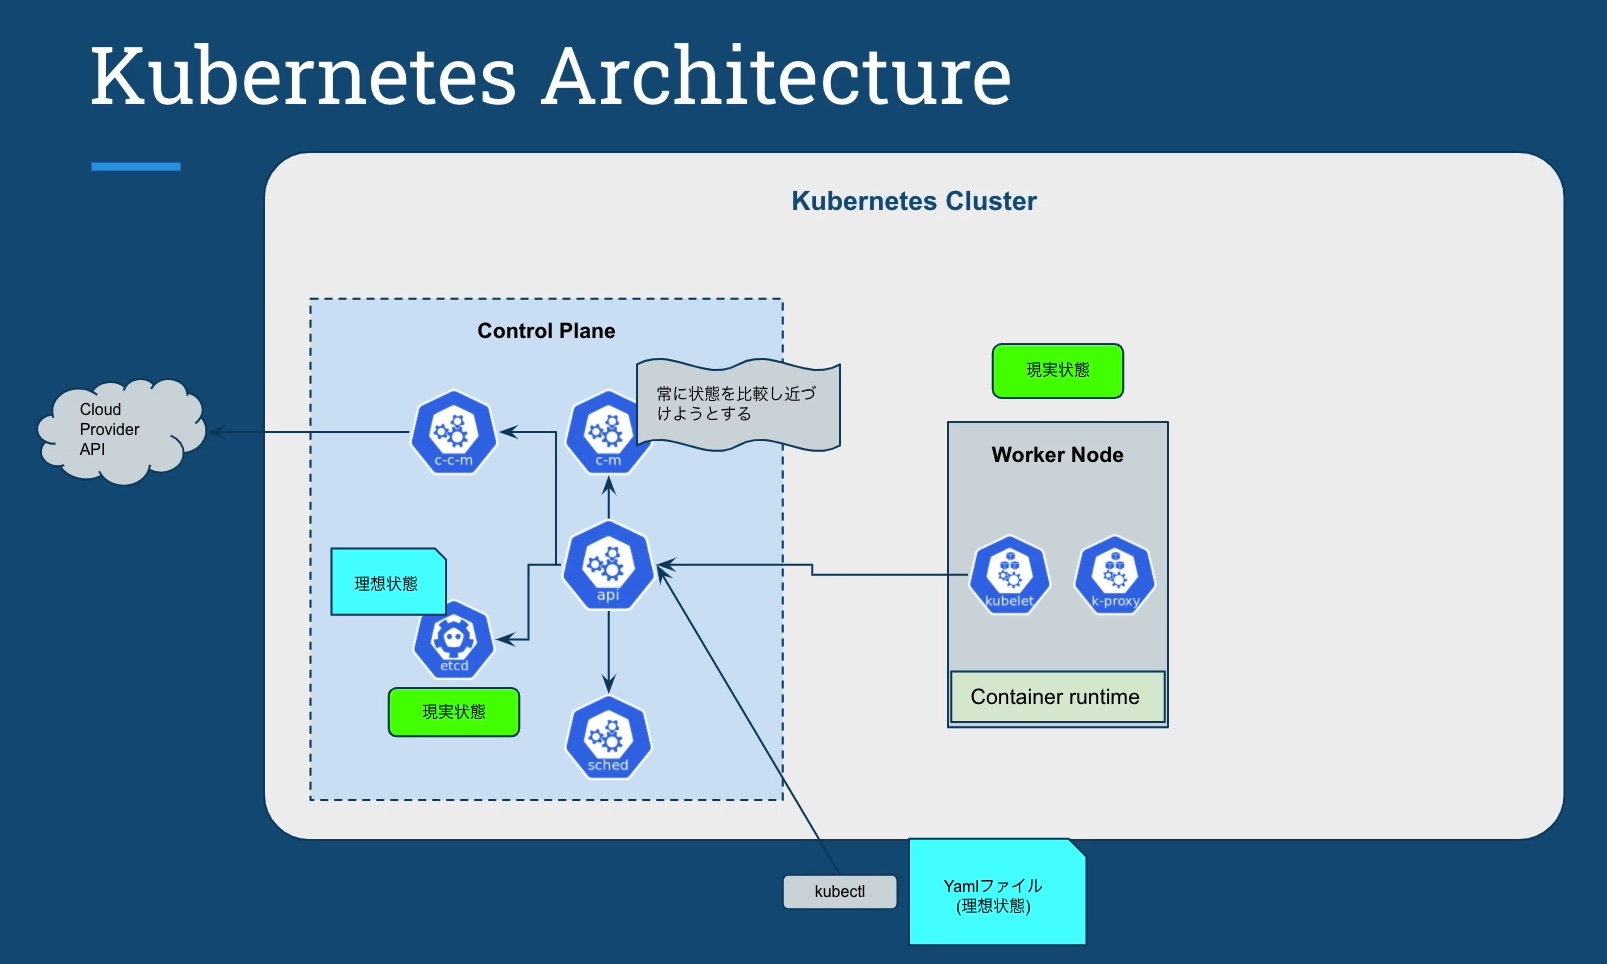 Kubernetes Architecture
Kubernetes Cluster
Control Plane
常に状態を比較し近づ
けようとする
現実状態
Cloud
Provider
API
c-c-m
c-m
Worker Node
理想状態
api
kubelet
k-proxy
etcd
現実状態
sched
Container runtime
kubectl
Yamlファイル
(理想状態)